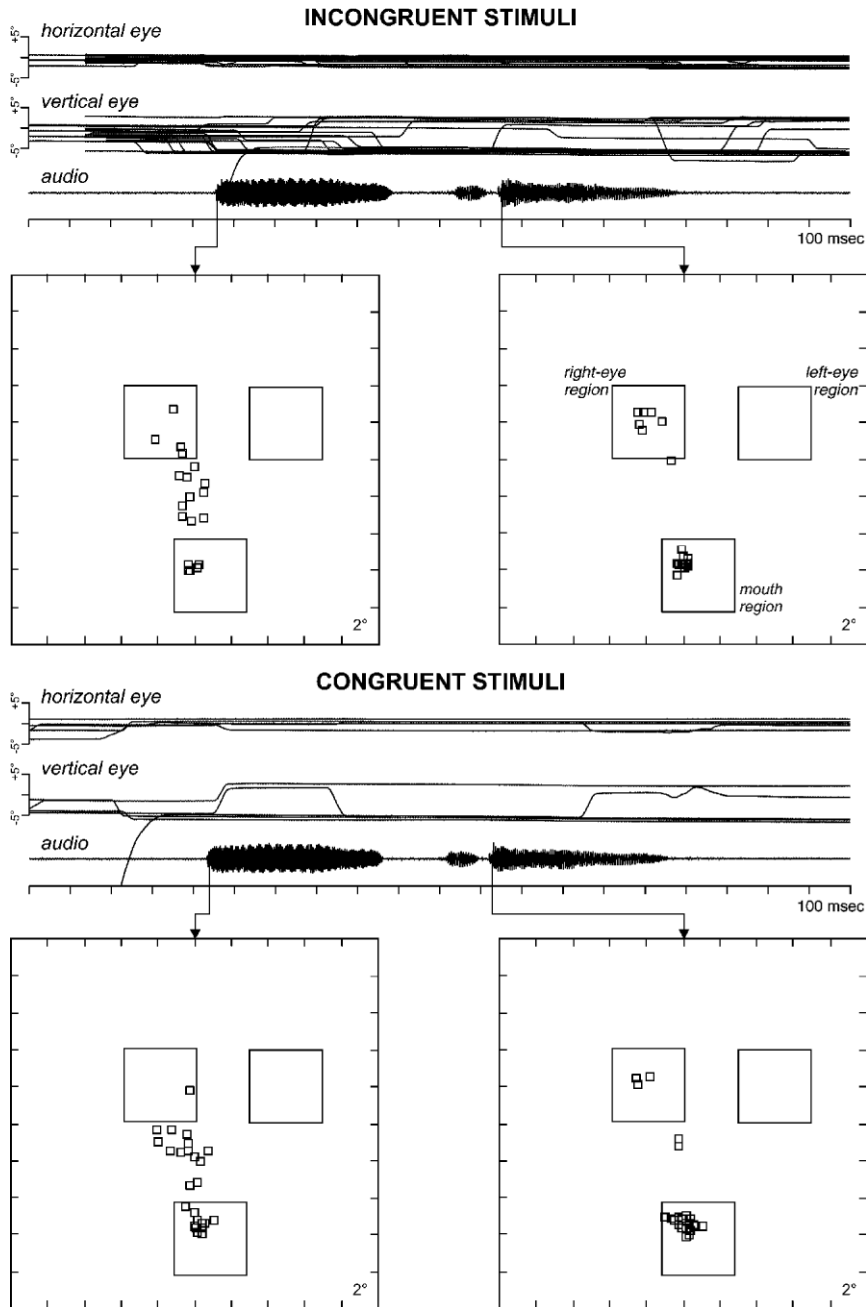 INCONGRUENT STIMULI
horizontal eye
+5°
-5°
vertical eye
+5°
-5°
audio
100 msec
right-eye
region
left-eye
region
mouth
region
2°
2°
CONGRUENT STIMULI
horizontal eye
+5°
-5°
vertical eye
+5°
-5°
audio
100 msec
2°
2°